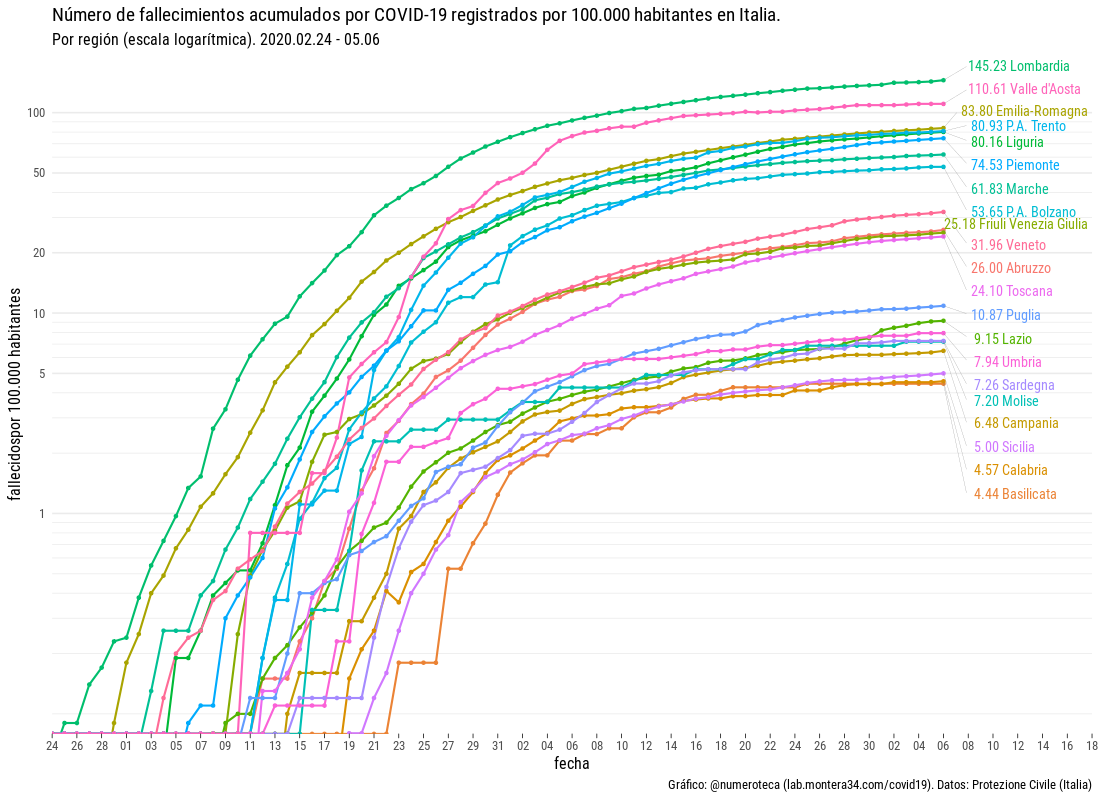 Número de fallecimientos acumulados por COVID-19 registrados por 100.000 habitantes en Italia.
Por región (escala logarítmica). 2020.02.24 - 05.06
145.23 Lombardia
110.61 Valle d'Aosta
83.80 Emilia-Romagna
80.93 P.A. Trento
80.16 Liguria
74.53 Piemonte
61.83 Marche
53.65 P.A. Bolzano
25.18 Friuli Venezia Giulia
31.96 Veneto
26.00 Abruzzo
24.10 Toscana
10.87 Puglia
9.15 Lazio
7.94 Umbria
7.26 Sardegna
7.20 Molise
6.48 Campania
5.00 Sicilia
4.57 Calabria
4.44 Basilicata
100
50
20
10
5
1
fallecidospor 100.000 habitantes
24 26 28 01 03 05 07 09 11 13 15 17 19 21 23 25 27 29 31 02 04 06 08 10 12 14 16 18 20 22 24 26 28 30 02 04 06 08 10 12 14 16 18
fecha
Gráfico: @numeroteca (lab.montera34.com/covid19). Datos: Protezione Civile (Italia)